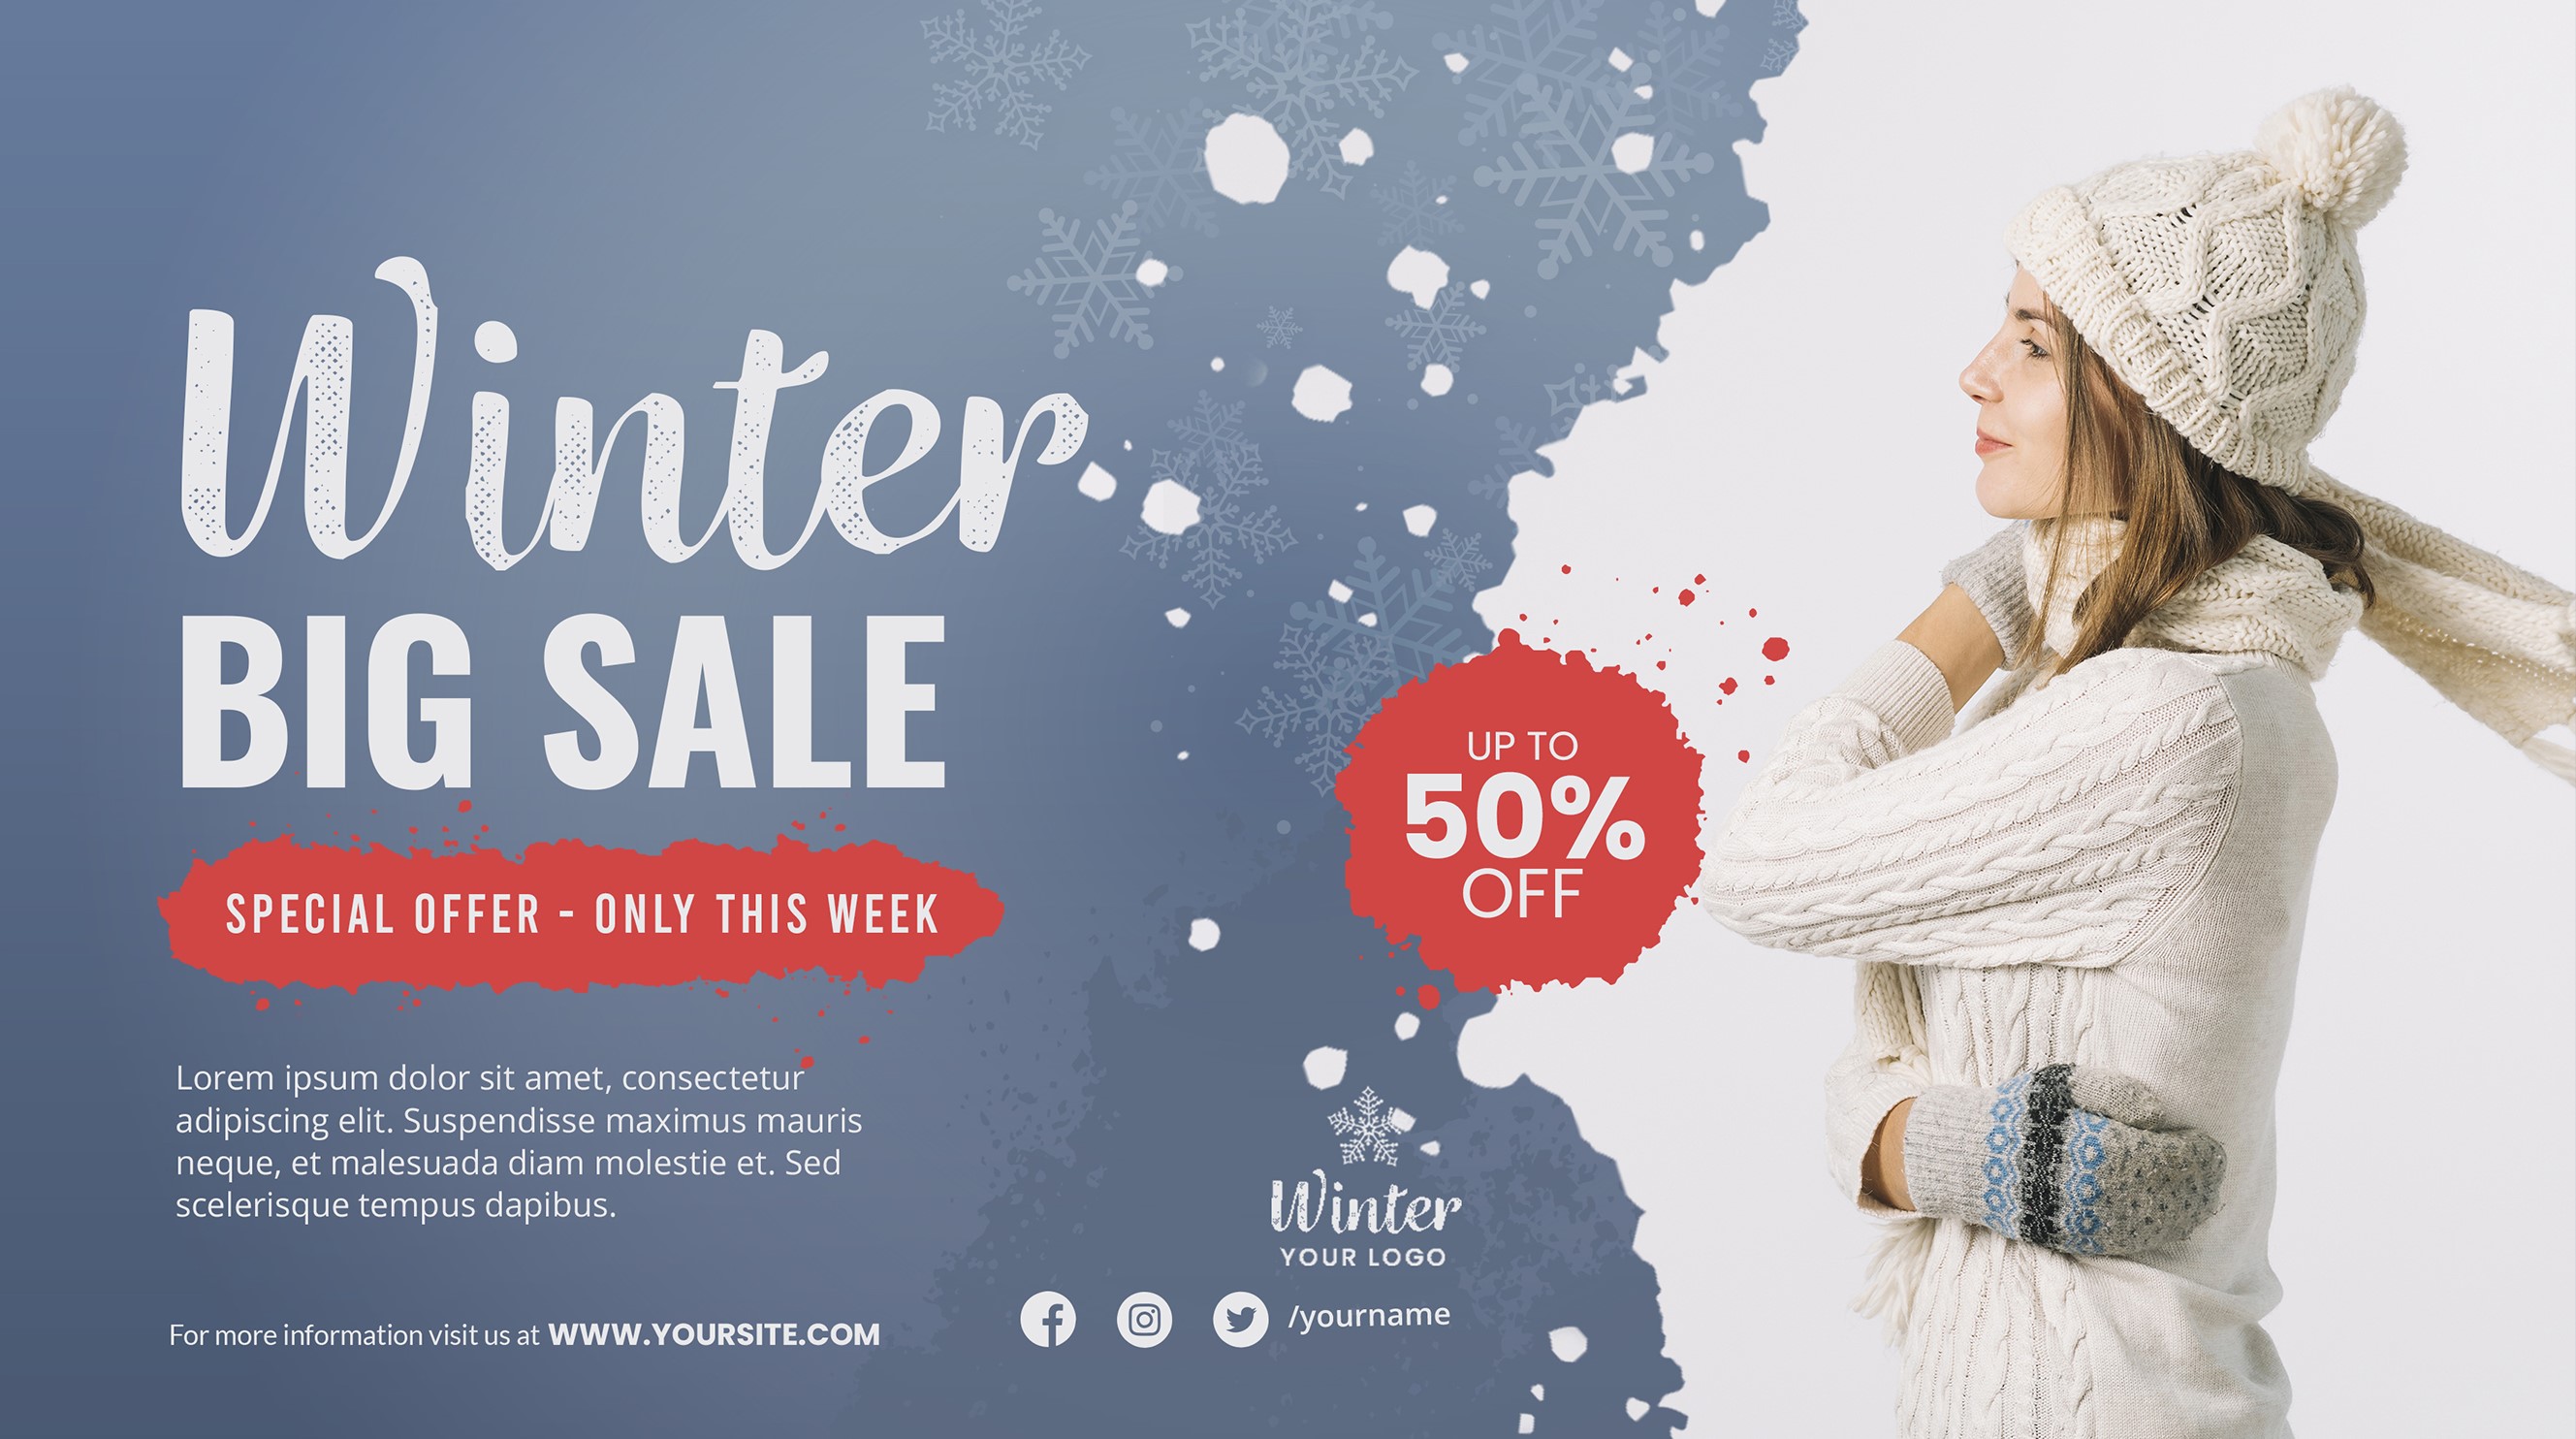 Winter
BIG SALE
SPECIAL OFFER - ONLY THIS WEEK
UP TO
50%
OFF
Lorem ipsum dolor sit amet, consectetur
adipiscing elit. Suspendisse maximus mauris
neque, et malesuada diam molestie et. Sed
scelerisque tempus dapibus.
Winter
YOUR LOGO
For more information visit us at WWW.YOURSITE.COM
/yourname